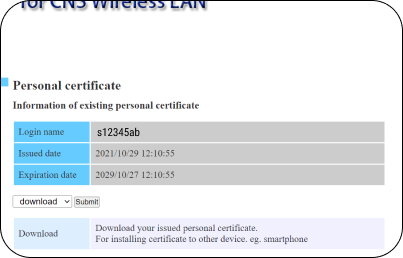 for CNS Wireless LAN
Personal certificate
Information of existing personal certificate
Login name s12345ab
Issued date 2021/10/29 12:10:55
Expiration date 2029/10/27 12:10:55
download Submit
Download Download your issued personal certificate.
For installing certificate to other device. eg. smartphone